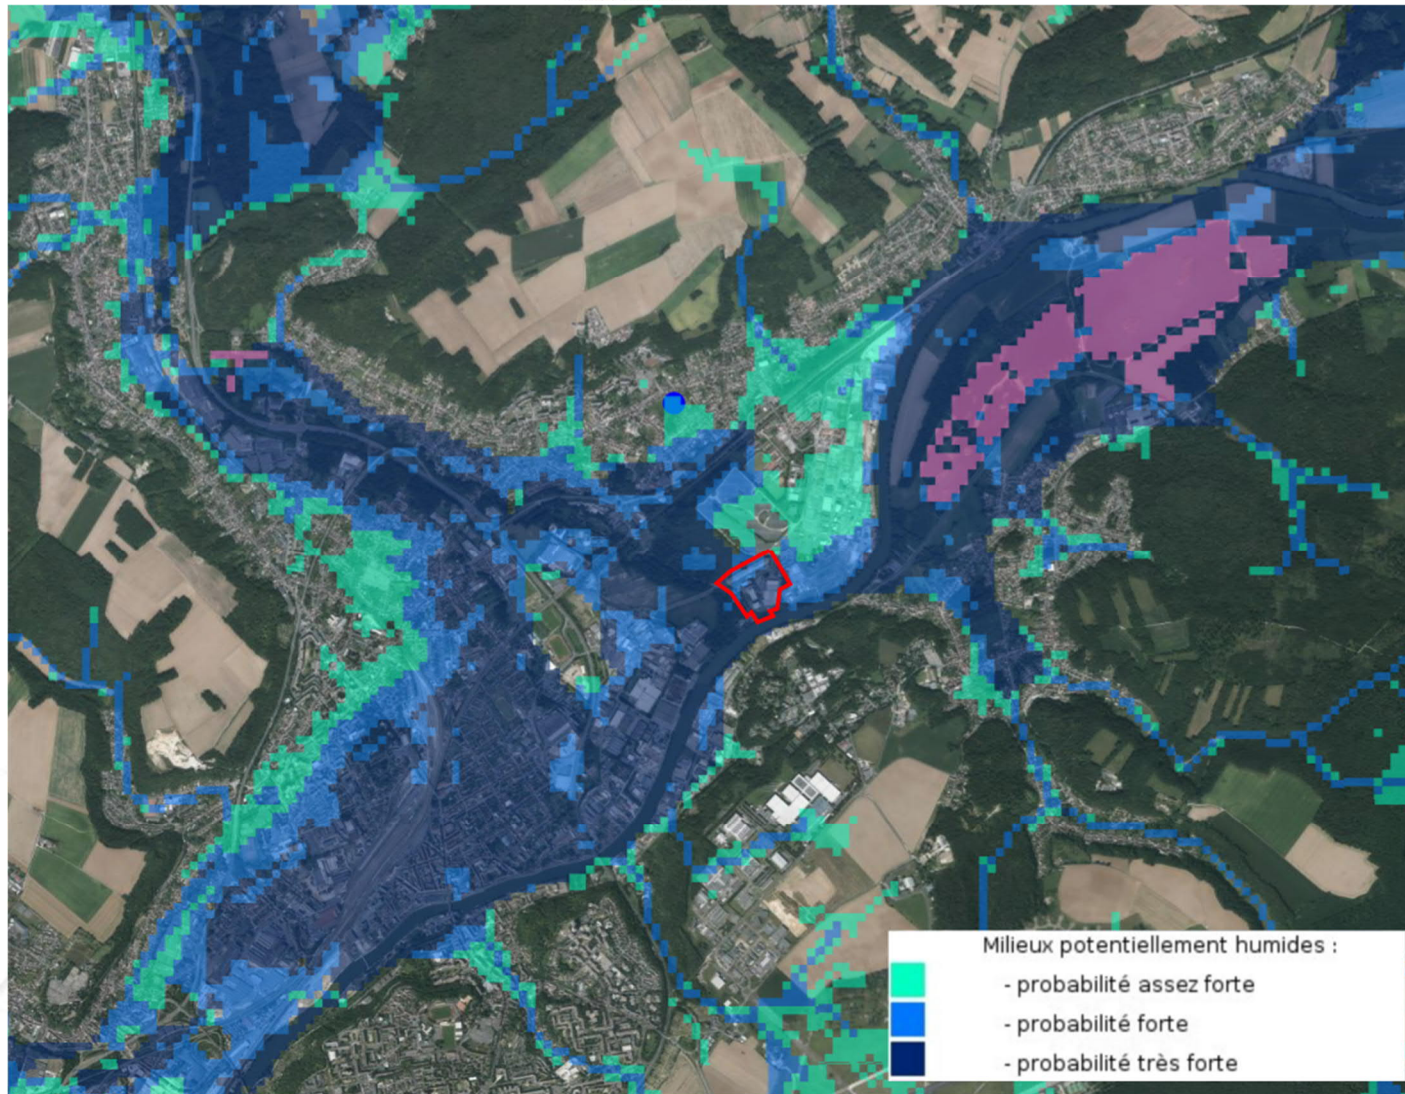 Milieux potentiellement humides :
- probabilité assez forte
- probabilité forte
- probabilité très forte